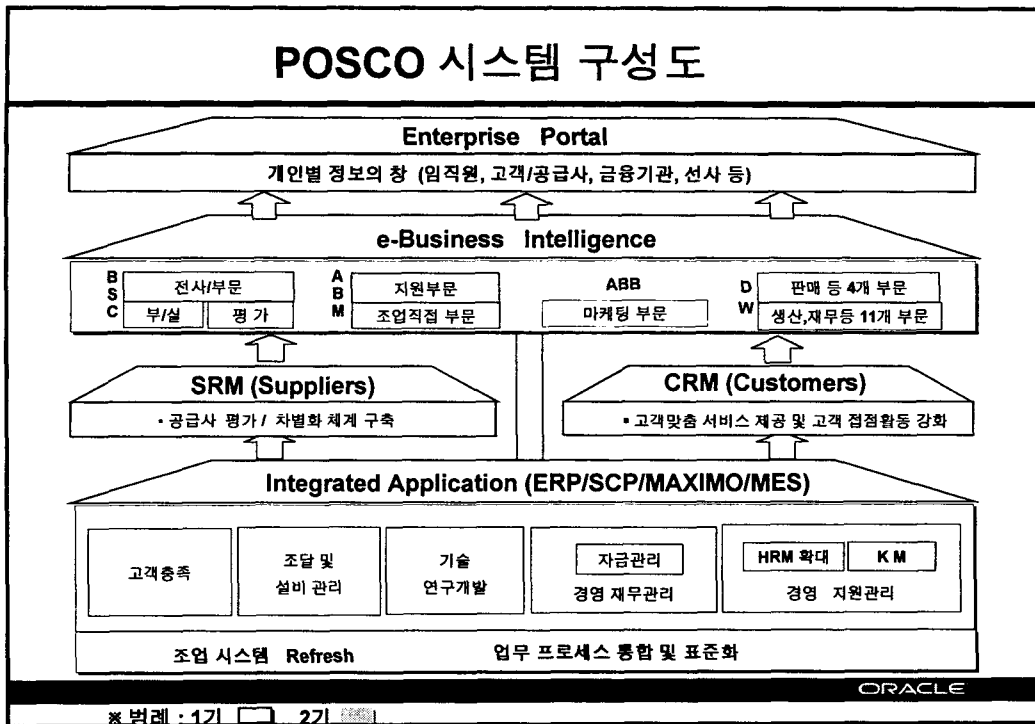 POSCO 시스템 구성도
Enterprise Portal
개인별 정보의 창 (임직원, 고객/공급사, 금융기관, 선사 등)
e-Business Intelligence
BSC
전사/부문
부/실
평 가
ABM
지원부문
조업직접 부문
ABB
마케팅 부문
DW
판매 등 4개 부문
생산,재무등 11개 부문
SRM (Suppliers)
• 공급사 평가 / 차별화 체계 구축
CRM (Customers)
• 고객맞춤 서비스 제공 및 고객 접점활동 강화
Integrated Application (ERP/SCP/MAXIMO/MES)
고객충족
조달 및
설비 관리
기술
연구개발
자금관리
경영 재무관리
HRM 확대
K M
경영 지원관리
조업 시스템 Refresh
업무 프로세스 통합 및 표준화
ORACLE
※ 범례 : 1기 2기